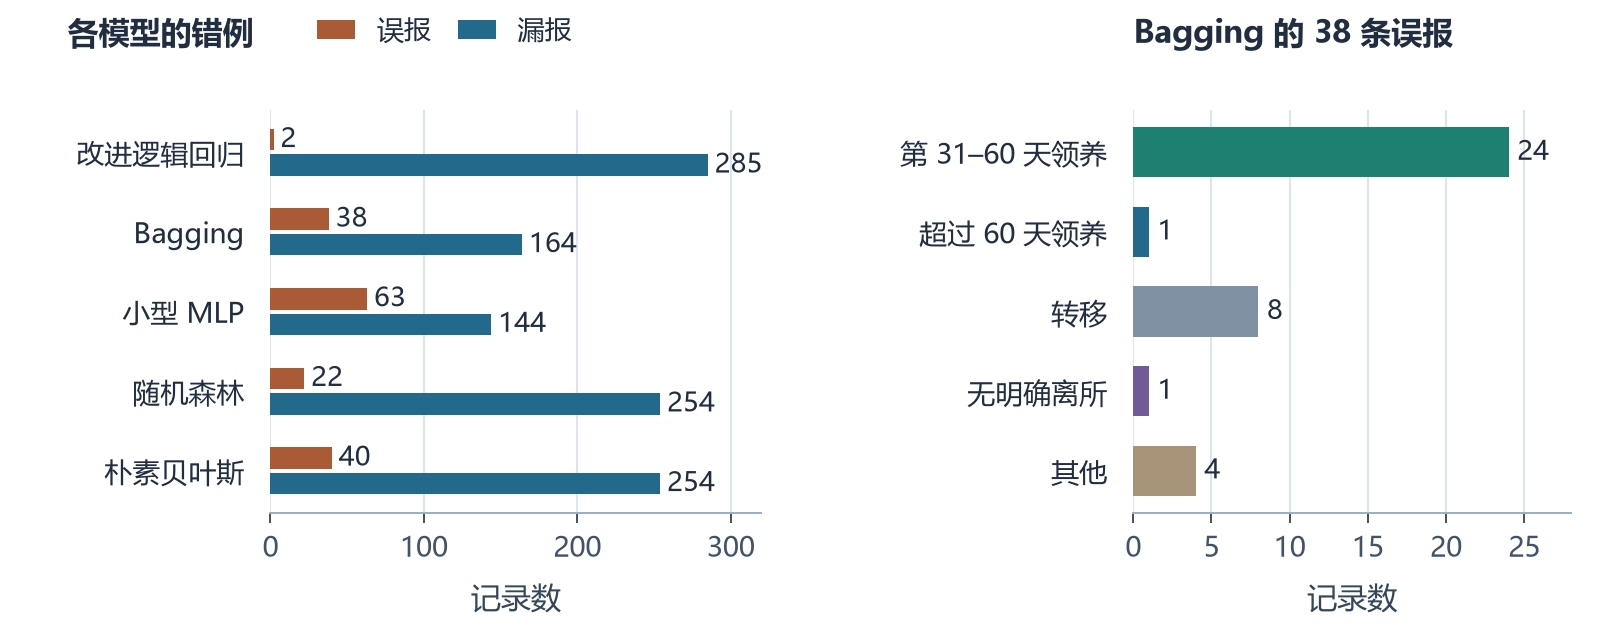 各模型的错例
误报
漏报
改进逻辑回归
2
285
Bagging
38
164
小型 MLP
63
144
随机森林
22
254
朴素贝叶斯
40
254
0
100
200
300
记录数
Bagging 的 38 条误报
第 31–60 天领养
24
超过 60 天领养
1
转移
8
无明确离所
1
其他
4
0
5
10
15
20
25
记录数